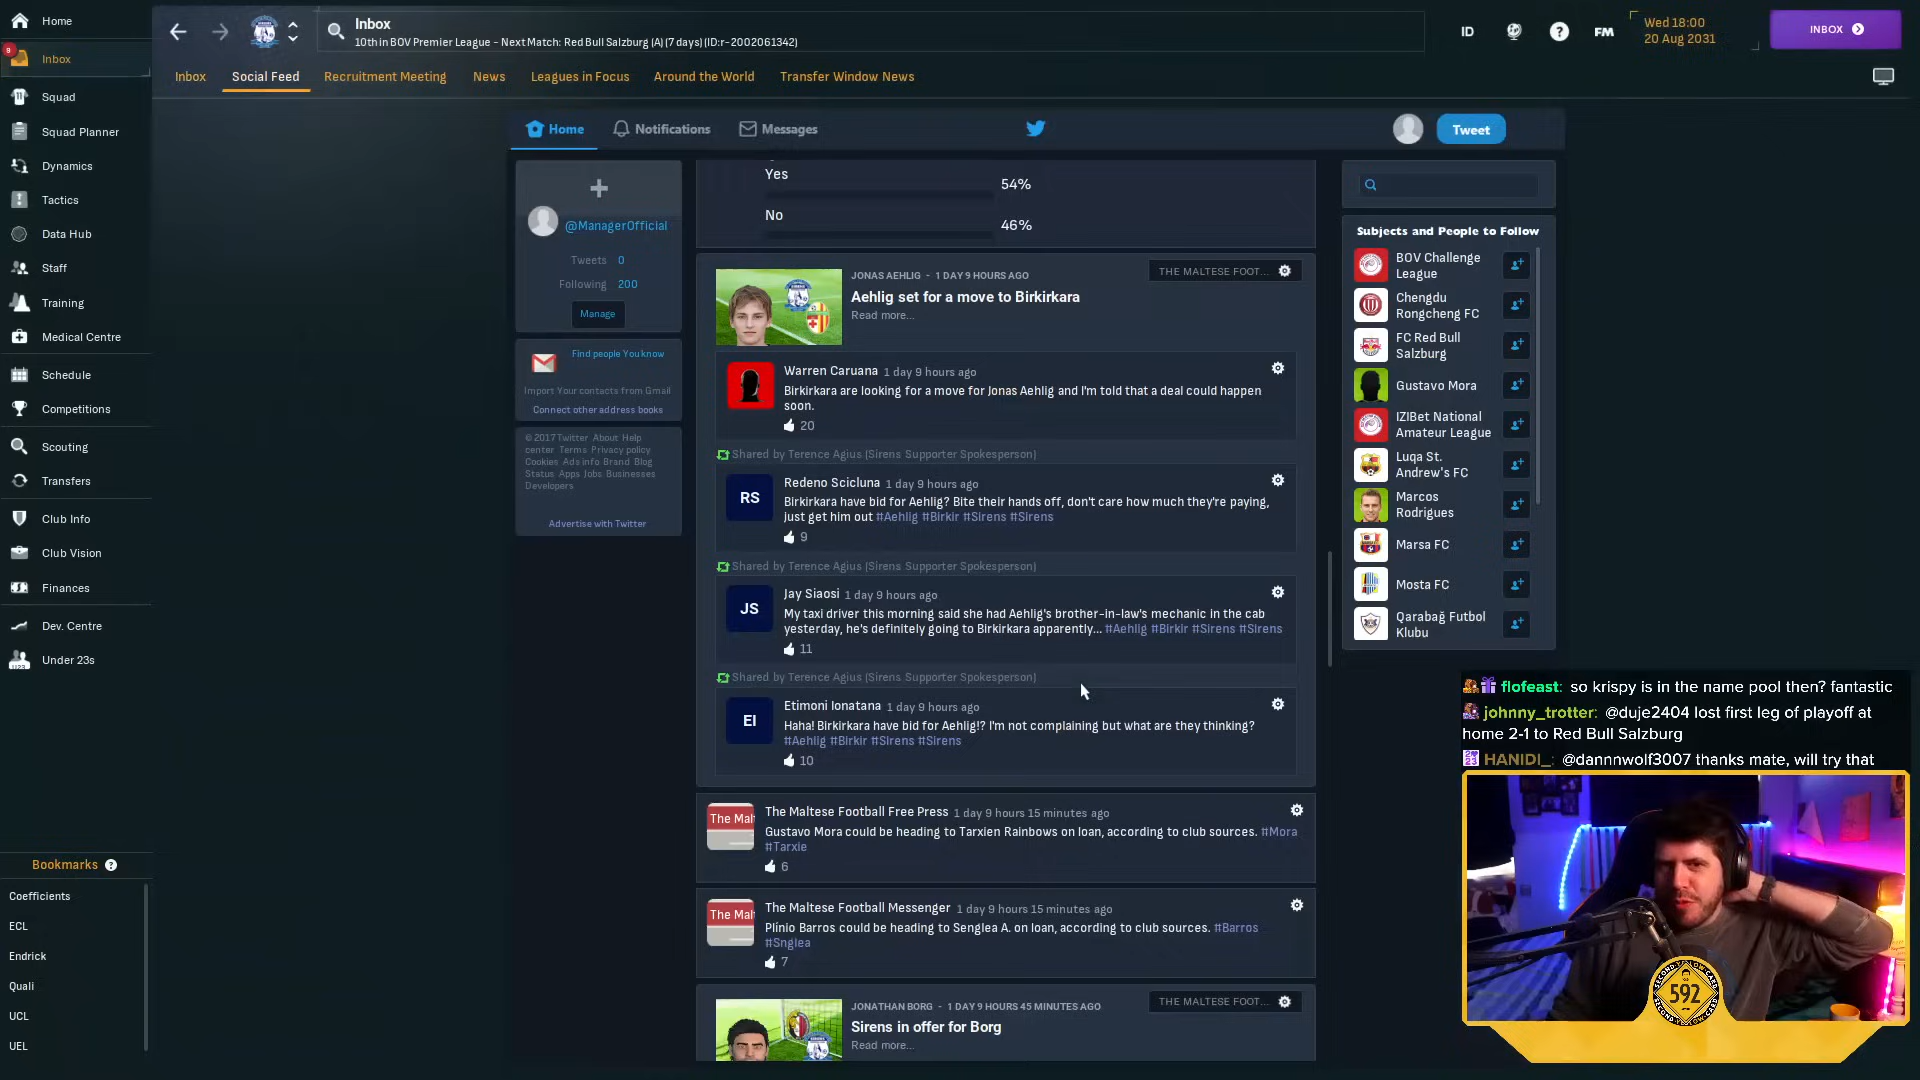 Home
Inbox
Squad
Squad Planner
Dynamics
Tactics
Data Hub
Staff
Training
Medical Centre
Schedule
Competitions
Scouting
Transfers
Club Info
Club Vision
Finances
Dev. Centre
Under 23s
Bookmarks
Coefficients
ECL
Endrick
Quali
UCL
UEL
Inbox
10th in BOV Premier League - Next Match: Red Bull Salzburg (A) (7 days) (ID:r-2002061342)
ID
FM
Wed 18:00
20 Aug 2031
INBOX
Inbox
Social Feed
Recruitment Meeting
News
Leagues in Focus
Around the World
Transfer Window News
Home
Notifications
Messages
Tweet
@ManagerOfficial
Tweets 0
Following 200
Manage
Find people You know
Import Your contacts from Gmail
Connect other address books
© 2017 Twitter About Help
center Terms Privacy policy
Cookies Ads info Brand Blog
Status Apps Jobs Businesses
Developers
Advertise with Twitter
Yes
54%
No
46%
JONAS AEHLIG - 1 DAY 9 HOURS AGO
THE MALTESE FOOT...
Aehlig set for a move to Birkirkara
Read more...
Warren Caruana 1 day 9 hours ago
Birkirkara are looking for a move for Jonas Aehlig and I'm told that a deal could happen
soon.
20
Shared by Terence Agius (Sirens Supporter Spokesperson)
RS
Redeno Scicluna 1 day 9 hours ago
Birkirkara have bid for Aehlig? Bite their hands off, don't care how much they're paying,
just get him out #Aehlig #Birkir #Sirens #Sirens
9
Shared by Terence Agius (Sirens Supporter Spokesperson)
JS
Jay Siaosi 1 day 9 hours ago
My taxi driver this morning said she had Aehlig's brother-in-law's mechanic in the cab
yesterday, he's definitely going to Birkirkara apparently... #Aehlig #Birkir #Sirens #Sirens
11
Shared by Terence Agius (Sirens Supporter Spokesperson)
EI
Etimoni Ionatana 1 day 9 hours ago
Haha! Birkirkara have bid for Aehlig!? I'm not complaining but what are they thinking?
#Aehlig #Birkir #Sirens #Sirens
10
The Mal
The Maltese Football Free Press 1 day 9 hours 15 minutes ago
Gustavo Mora could be heading to Tarxien Rainbows on loan, according to club sources. #Mora
#Tarxie
6
The Mal
The Maltese Football Messenger 1 day 9 hours 15 minutes ago
Plínio Barros could be heading to Senglea A. on loan, according to club sources. #Barros
#Snglea
7
JONATHAN BORG - 1 DAY 9 HOURS 45 MINUTES AGO
THE MALTESE FOOT...
Sirens in offer for Borg
Read more...
Subjects and People to Follow
BOV Challenge
League
Chengdu
Rongcheng FC
FC Red Bull
Salzburg
Gustavo Mora
IZIBet National
Amateur League
Luqa St.
Andrew's FC
Marcos
Rodrigues
Marsa FC
Mosta FC
Qarabağ Futbol
Klubu
flofeast: so krispy is in the name pool then? fantastic
johnny_trotter: @duje2404 lost first leg of playoff at
home 2-1 to Red Bull Salzburg
HANIDI_: @dannnwolf3007 thanks mate, will try that
SECOND YELLOW CARD
592